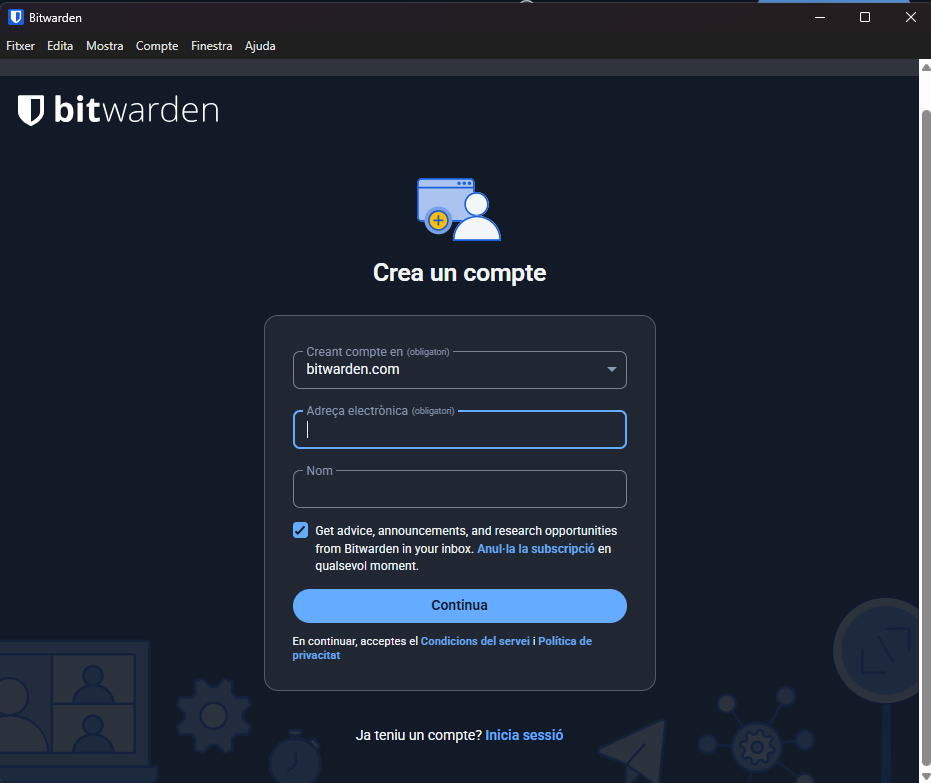 Bitwarden
Fitxer Edita Mostra Compte Finestra Ajuda
bitwarden
Crea un compte
Creant compte en (obligatori)
bitwarden.com
Adreça electrònica (obligatori)
Nom
Get advice, announcements, and research opportunities
from Bitwarden in your inbox. Anul·la la subscripció en
qualsevol moment.
Continua
En continuar, acceptes el Condicions del servei i Política de
privacitat
Ja teniu un compte? Inicia sessió